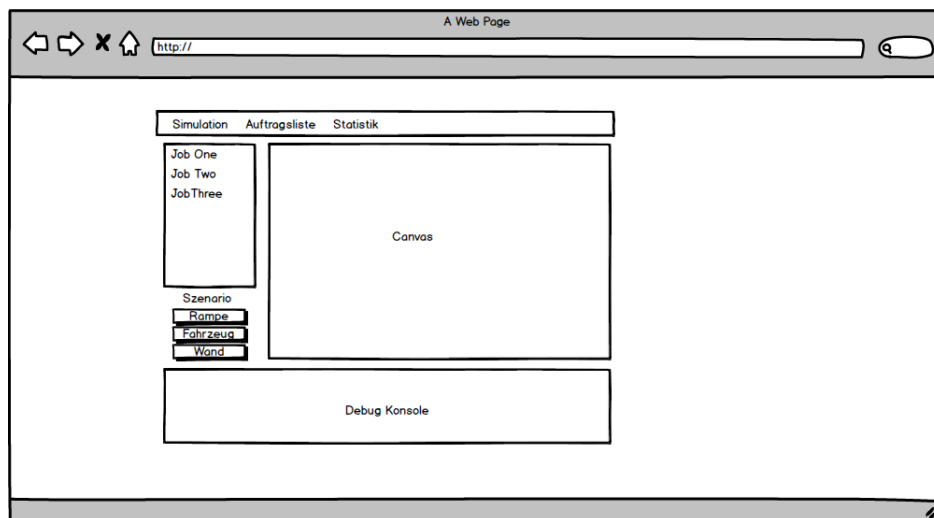 A Web Page
http://
Simulation Auftragsliste Statistik
Job One
Job Two
JobThree
Canvas
Szenario
Rampe
Fahrzeug
Wand
Debug Konsole